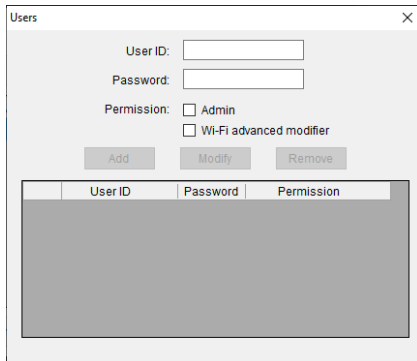 Users
User ID:
Password:
Permission: Admin
Wi-Fi advanced modifier
Add Modify Remove
User ID Password Permission